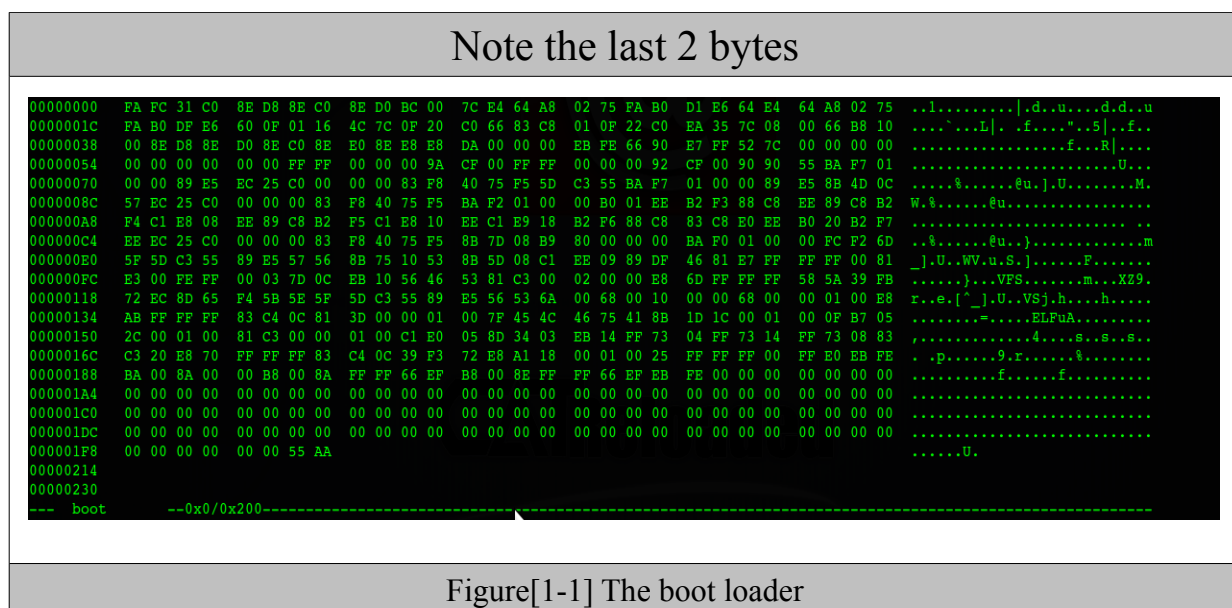 Note the last 2 bytes
00000000 FA FC 31 C0 8E D8 8E C0 8E D0 BC 00 7C E4 64 A8 02 75 FA B0 D1 E6 64 E4 64 A8 02 75 ..1.........|.d..u....d.d..u
0000001C FA B0 DF E6 60 0F 01 16 4C 7C 0F 20 C0 66 83 C8 01 0F 22 C0 EA 35 7C 08 00 66 B8 10 ....`...L|. .f...."..5|..f..
00000038 00 8E D8 8E D0 8E C0 8E E0 8E E8 E8 DA 00 00 00 EB FE 66 90 E7 FF 52 7C 00 00 00 00 ..................f...R|....
00000054 00 00 00 00 FF FF 00 00 00 9A CF 00 FF FF 00 00 00 92 CF 00 90 90 55 BA F7 01 ......................U...
00000070 00 00 89 E5 EC 25 C0 00 00 00 83 F8 40 75 F5 5D C3 55 BA F7 01 00 00 89 E5 8B 4D 0C .....%......@u.].U........M.
0000008C 57 EC 25 C0 00 00 00 83 F8 40 75 F5 BA F2 01 00 00 B0 01 EE B2 F3 88 C8 EE 89 C8 B2 W.%......@u.................
000000A8 F4 C1 E8 08 EE 89 C8 B2 F5 C1 E8 10 EE C1 E9 18 B2 F6 88 C8 83 C8 E0 EE B0 20 B2 F7 ......................... ..
000000C4 EE EC 25 C0 00 00 00 83 F8 40 75 F5 8B 7D 08 B9 80 00 00 00 BA F0 01 00 00 FC F2 6D ..%......@u..}.............m
000000E0 5F 5D C3 55 89 E5 57 56 8B 75 10 53 8B 5D 08 C1 EE 09 89 DF 46 81 E7 FF FF FF 00 81 _].U..WV.u.S.]......F.......
000000FC E3 00 FE FF 00 03 7D 0C EB 10 56 46 53 81 C3 00 02 00 00 E8 6D FF FF FF 58 5A 39 FB ......}...VFS.......m...XZ9.
00000118 72 EC 8D 65 F4 5B 5E 5F 5D C3 55 89 E5 56 53 6A 00 68 00 10 00 00 68 00 00 01 00 E8 r..e.[^_].U..VSj.h....h.....
00000134 AB FF FF FF 83 C4 0C 81 3D 00 00 01 00 7F 45 4C 46 75 41 8B 1D 1C 00 01 00 0F B7 05 ........=.....ELFuA.........
00000150 2C 00 01 00 81 C3 00 00 01 00 C1 E0 05 8D 34 03 EB 14 FF 73 04 FF 73 14 FF 73 08 83 ,.............4....s..s..s..
0000016C C3 20 E8 70 FF FF FF 83 C4 0C 39 F3 72 E8 A1 18 00 01 00 25 FF FF FF 00 FF E0 EB FE . .p......9.r......%........
00000188 BA 00 8A 00 00 B8 00 8A FF FF 66 EF B8 00 8E FF FF 66 EF EB FE 00 00 00 00 00 00 00 ..........f......f..........
000001A4 00 00 00 00 00 00 00 00 00 00 00 00 00 00 00 00 00 00 00 00 00 00 00 00 00 00 00 00 ............................
000001C0 00 00 00 00 00 00 00 00 00 00 00 00 00 00 00 00 00 00 00 00 00 00 00 00 00 00 00 00 ............................
000001DC 00 00 00 00 00 00 00 00 00 00 00 00 00 00 00 00 00 00 00 00 00 00 00 00 00 00 00 00 ............................
000001F8 00 00 00 00 00 00 55 AA ......U.
00000214
00000230
--- boot --0x0/0x200---
Figure[1-1] The boot loader